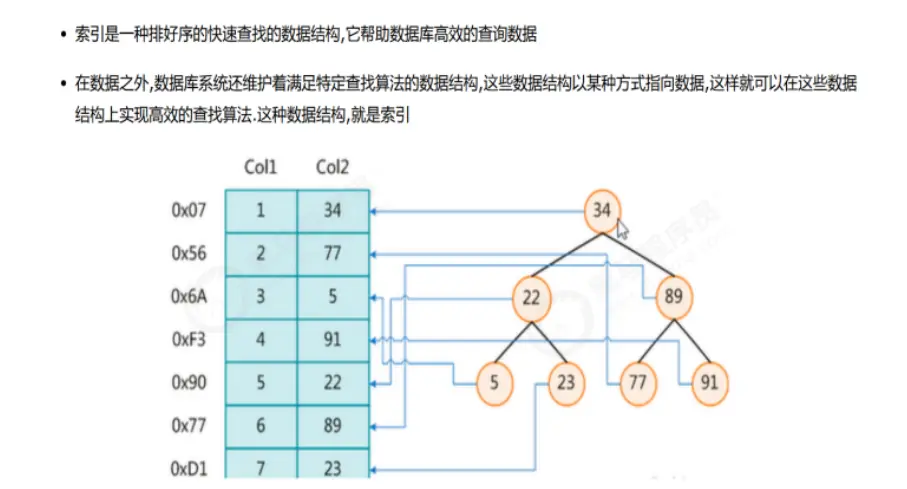 索引是一种排好序的快速查找的数据结构,它帮助数据库高效的查询数据
在数据之外,数据库系统还维护着满足特定查找算法的数据结构,这些数据结构以某种方式指向数据,这样就可以在这些数据
结构上实现高效的查找算法.这种数据结构,就是索引
Col1 Col2
0x07 1 34 34
0x56 2 77
0x6A 3 5 22 89
0xF3 4 91
0x90 5 22 5 23 77 91
0x77 6 89
0xD1 7 23